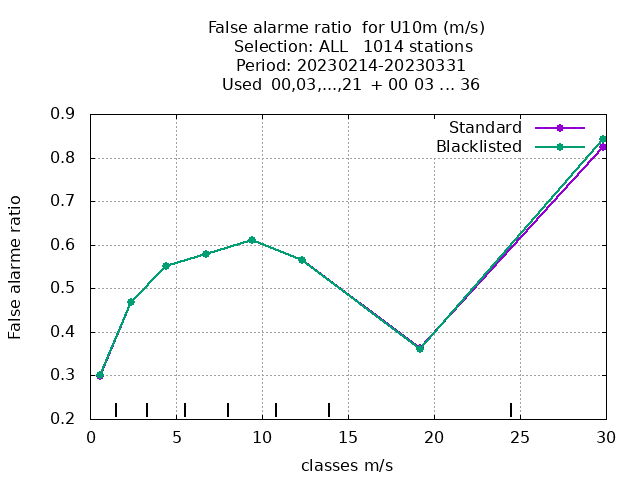 False alarme ratio  for U10m (m/s)
Selection: ALL   1014 stations
Period: 20230214-20230331
Used  00,03,...,21  + 00 03 ... 36
Standard
Blacklisted
False alarme ratio
0.9
0.8
0.7
0.6
0.5
0.4
0.3
0.2
0 5 10 15 20 25 30
classes m/s